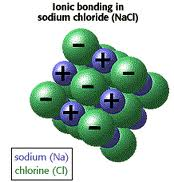 Ionic bonding in
sodium chloride (NaCl)
−
+
+
−
−
+
+
−
−
sodium (Na)
chlorine (Cl)